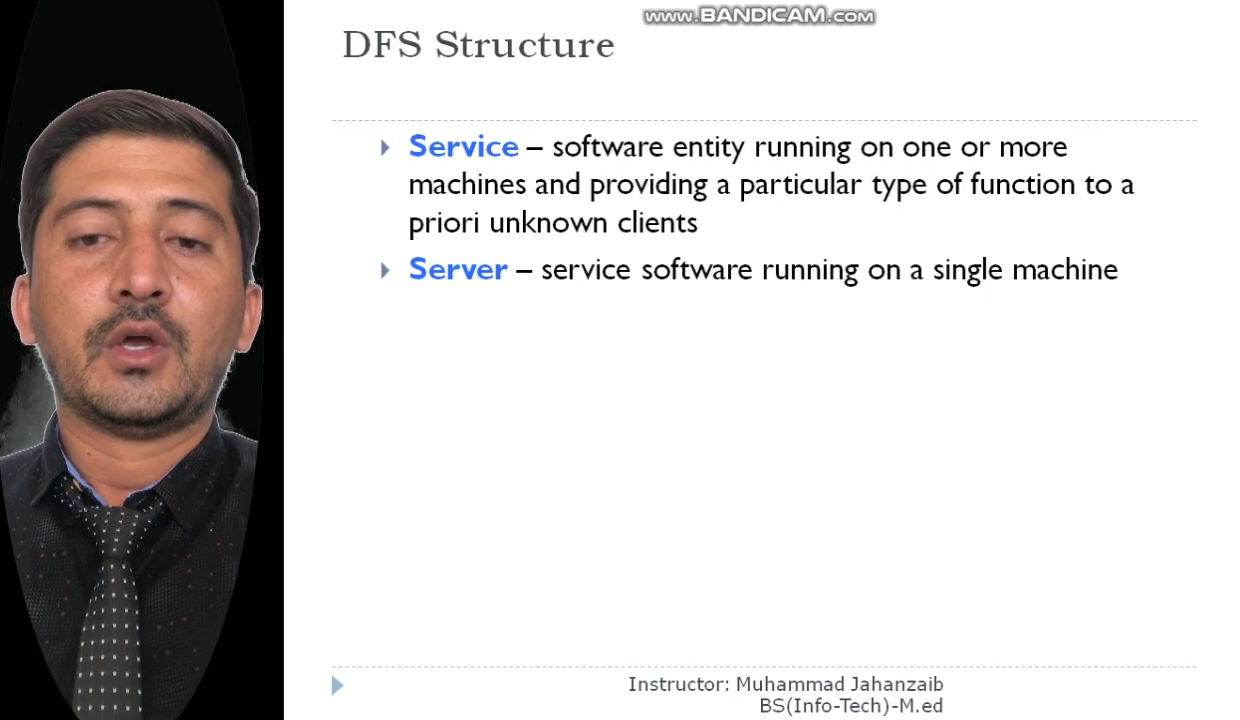 www.BANDICAM.com
DFS Structure
Service – software entity running on one or more
machines and providing a particular type of function to a
priori unknown clients
Server – service software running on a single machine
Instructor: Muhammad Jahanzaib
BS(Info-Tech)-M.ed